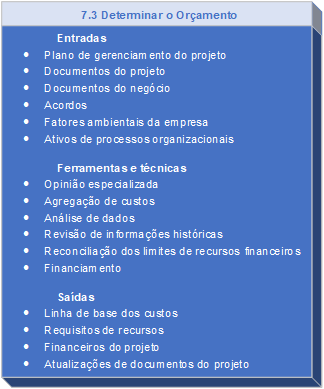 7.3 Determinar o Orçamento
Entradas
• Plano de gerenciamento do projeto
• Documentos do projeto
• Documentos do negócio
• Acordos
• Fatores ambientais da empresa
• Ativos de processos organizacionais
Ferramentas e técnicas
• Opinião especializada
• Agregação de custos
• Análise de dados
• Revisão de informações históricas
• Reconciliação dos limites de recursos financeiros
• Financiamento
Saídas
• Linha de base dos custos
• Requisitos de recursos
• Financeiros do projeto
• Atualizações de documentos do projeto